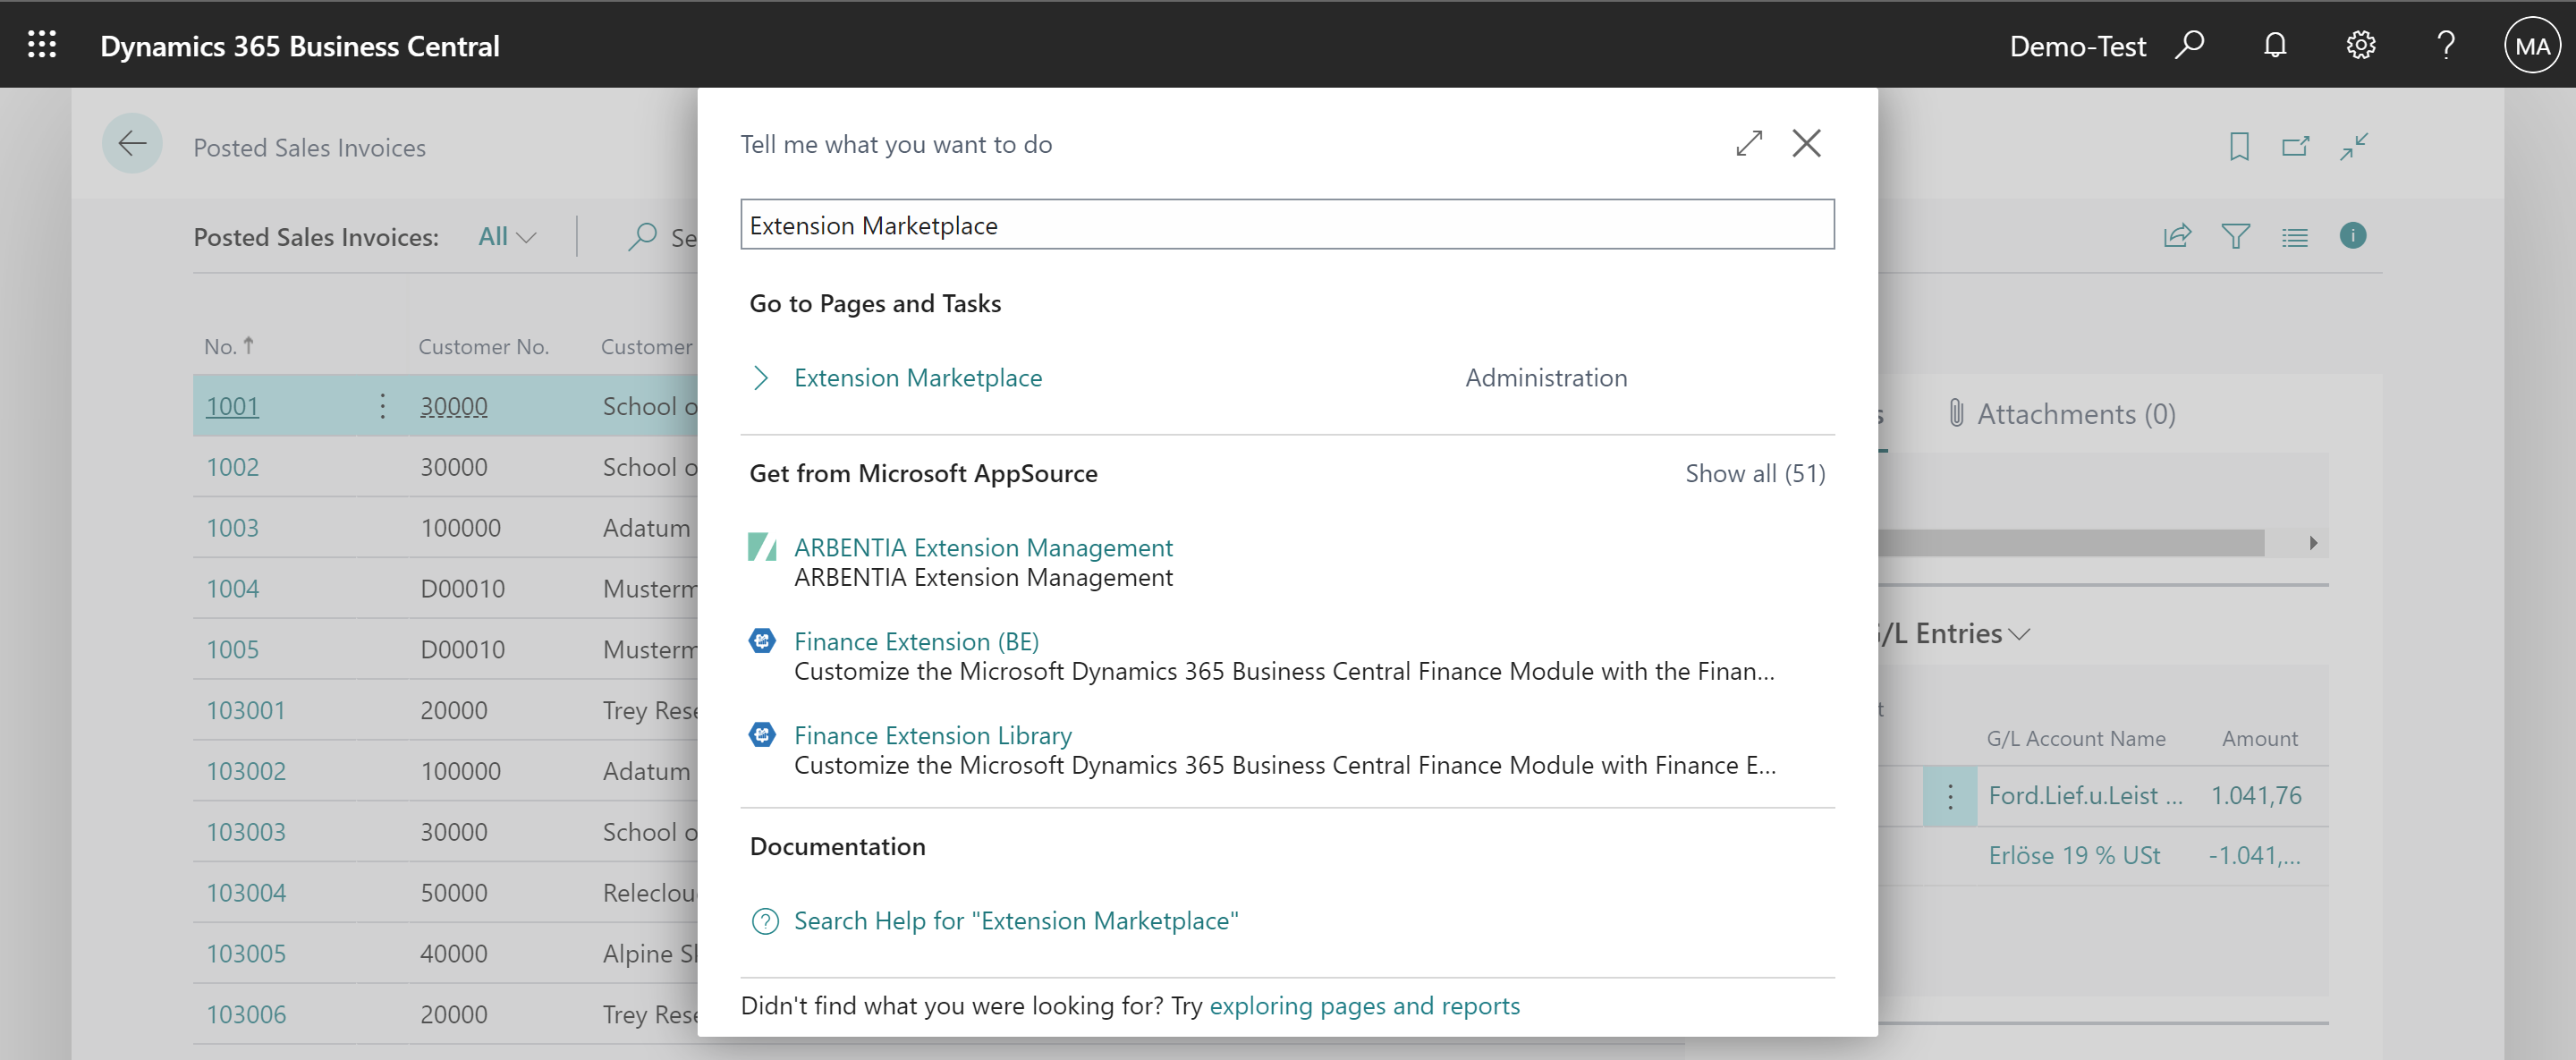 Dynamics 365 Business Central
Demo-Test
MA
Posted Sales Invoices
Posted Sales Invoices:
All
Tell me what you want to do
Extension Marketplace
Go to Pages and Tasks
Extension Marketplace
Administration
Get from Microsoft AppSource
Show all (51)
ARBENTIA Extension Management
ARBENTIA Extension Management
Finance Extension (BE)
Customize the Microsoft Dynamics 365 Business Central Finance Module with the Finan...
Finance Extension Library
Customize the Microsoft Dynamics 365 Business Central Finance Module with Finance E...
Documentation
Search Help for "Extension Marketplace"
Didn't find what you were looking for? Try exploring pages and reports
No. Customer No. Customer
1001 30000 School
1002 30000 School
1003 100000 Adatum
1004 D00010
1005 D00010
103001 20000 Trey
103002 100000 Adatum
103003 30000 School
103004 50000
103005 40000 Alpine
103006 20000 Trey
Attachments (0)
G/L Entries
G/L Account Name Amount
Ford.Lief.u.Leist ... 1.041,76
Erlöse 19 % USt -1.041,...